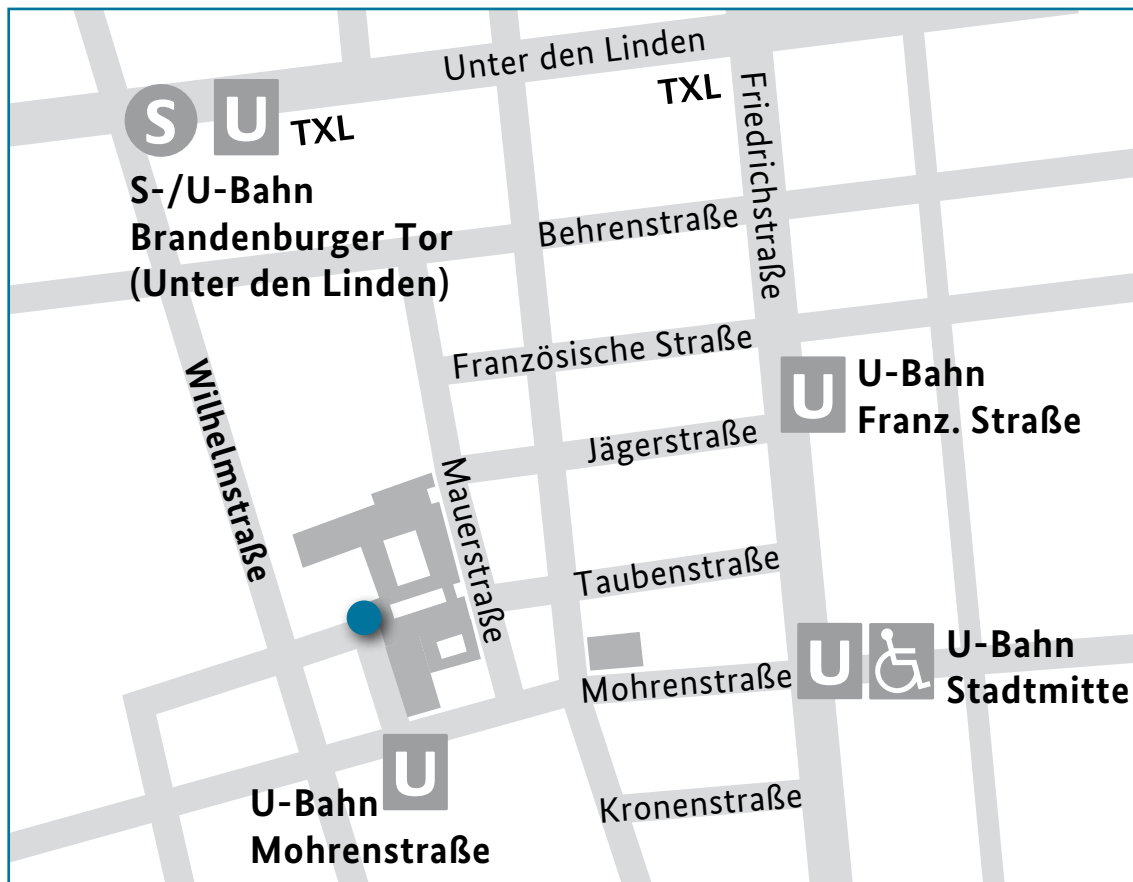 Unter den Linden
TXL
S
U
TXL
S-/U-Bahn
Brandenburger Tor
(Unter den Linden)
Friedrichstraße
Behrenstraße
Französische Straße
U
U-Bahn
Franz. Straße
Wilhelmstraße
Jägerstraße
Mauerstraße
Taubenstraße
U
U-Bahn
Stadtmitte
Mohrenstraße
U
U-Bahn
Mohrenstraße
Kronenstraße